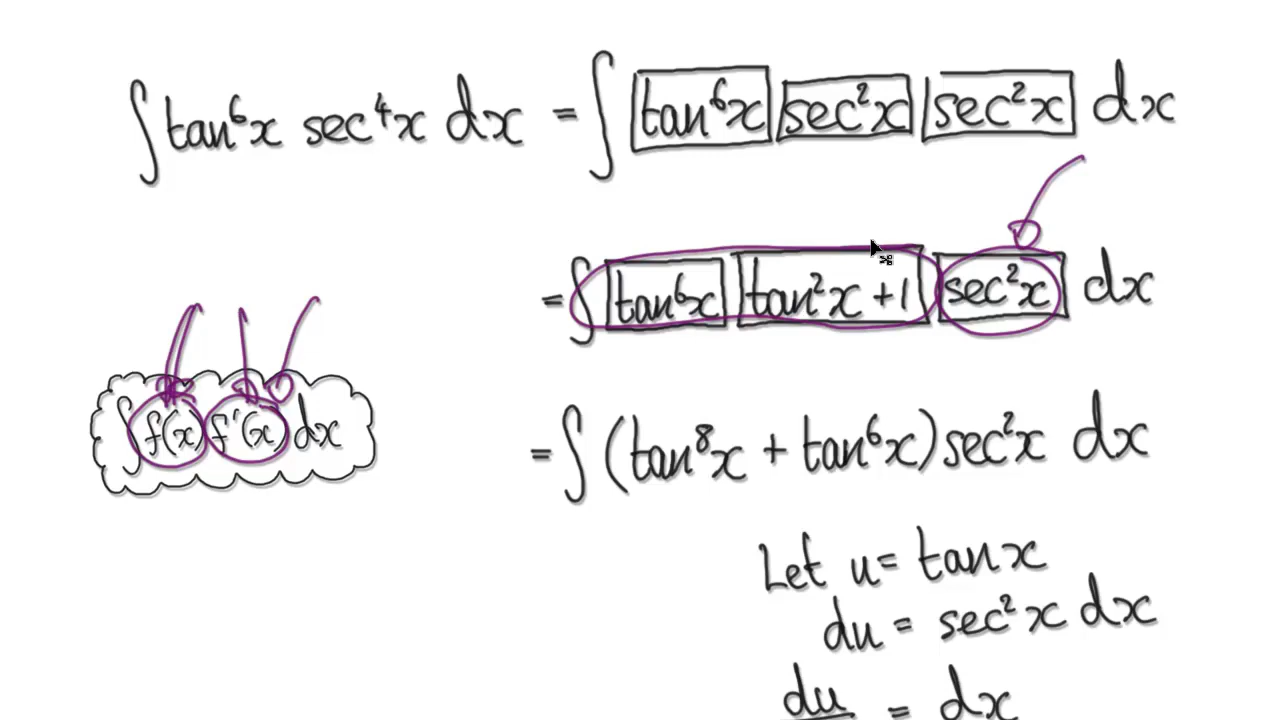 ∫tan⁶x sec⁴x dx = ∫ tan⁶x sec²x sec²x dx
= ∫ tan⁶x tan²x +1 sec²x dx
∫ f(x) f'(x) dx
= ∫ (tan⁸x + tan⁶x) sec²x dx
Let u = tan x
du = sec²x dx
du = dx